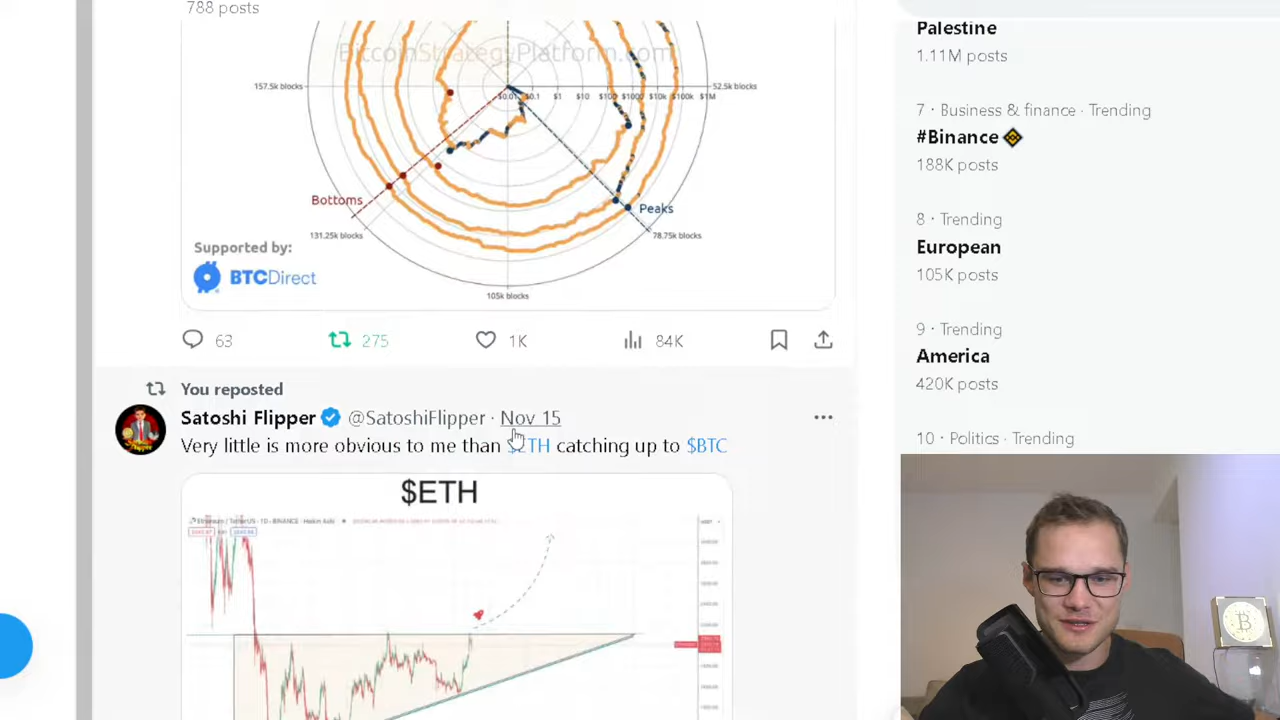 788 posts
BitcoinStrategyPlatform.com
157.5k blocks
$0.01 $0.1 $1 $10 $100 $1000 $10k $100k $1M
52.5k blocks
Bottoms
Peaks
131.25k blocks
78.75k blocks
Supported by:
BTCDirect
105k blocks
63 275 1K 84K
You reposted
Satoshi Flipper @SatoshiFlipper · Nov 15
Very little is more obvious to me than $ETH catching up to $BTC
$ETH
Palestine
1.11M posts
7 · Business & finance · Trending
#Binance
188K posts
8 · Trending
European
105K posts
9 · Trending
America
420K posts
10 · Politics · Trending
B